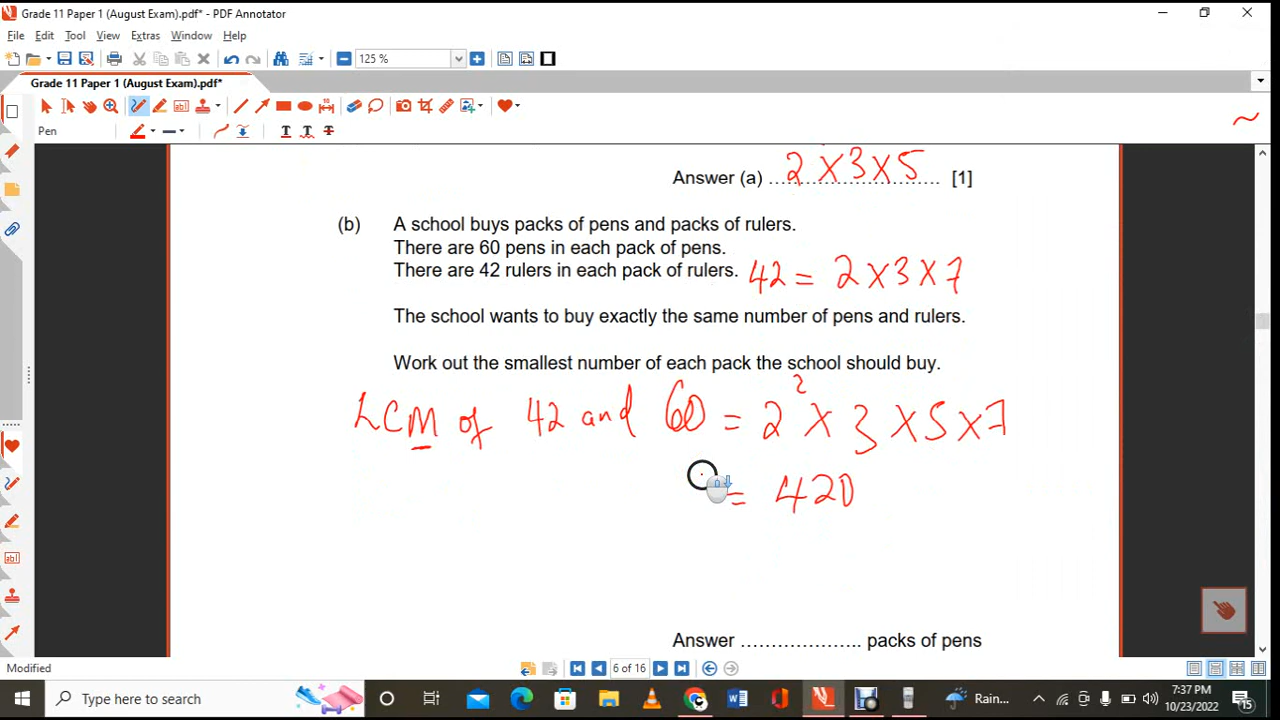 Grade 11 Paper 1 (August Exam).pdf* - PDF Annotator
File Edit Tool View Extras Window Help
125 %
Grade 11 Paper 1 (August Exam).pdf*
Pen
2 × 3 × 5
Answer (a) ............................. [1]
(b) A school buys packs of pens and packs of rulers.
There are 60 pens in each pack of pens.
There are 42 rulers in each pack of rulers. 42 = 2 × 3 × 7
The school wants to buy exactly the same number of pens and rulers.
Work out the smallest number of each pack the school should buy.
LCM of 42 and 60 = 2² × 3 × 5 × 7
= 420
Answer .................... packs of pens
Modified 6 of 16
Type here to search Rain... 7:37 PM
10/23/2022 15